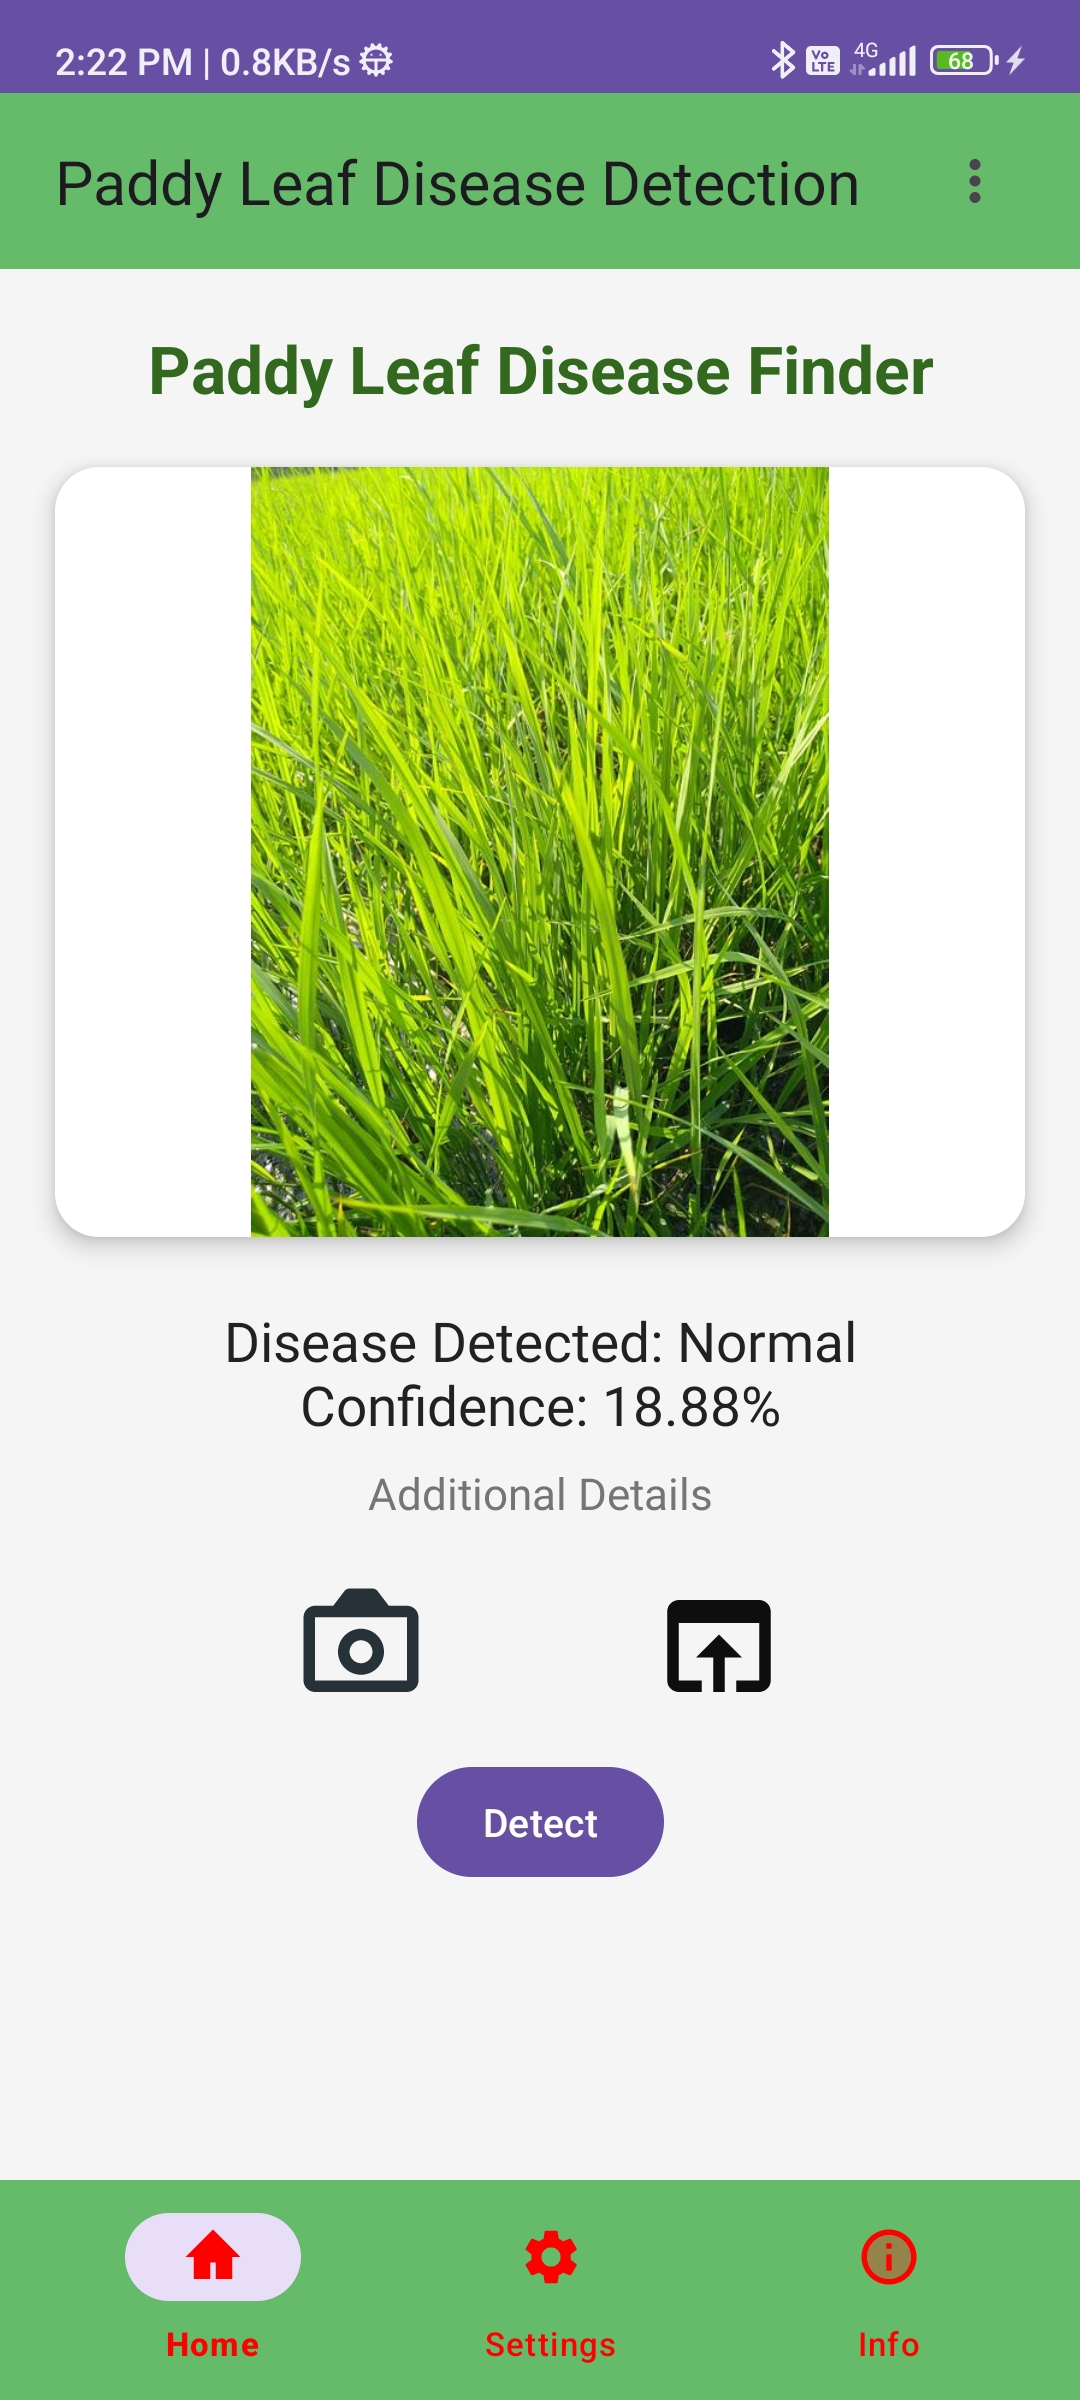 2:22 PM | 0.8KB/s
Vo LTE 4G 68
Paddy Leaf Disease Detection
Paddy Leaf Disease Finder
Disease Detected: Normal
Confidence: 18.88%
Additional Details
Detect
Home Settings Info